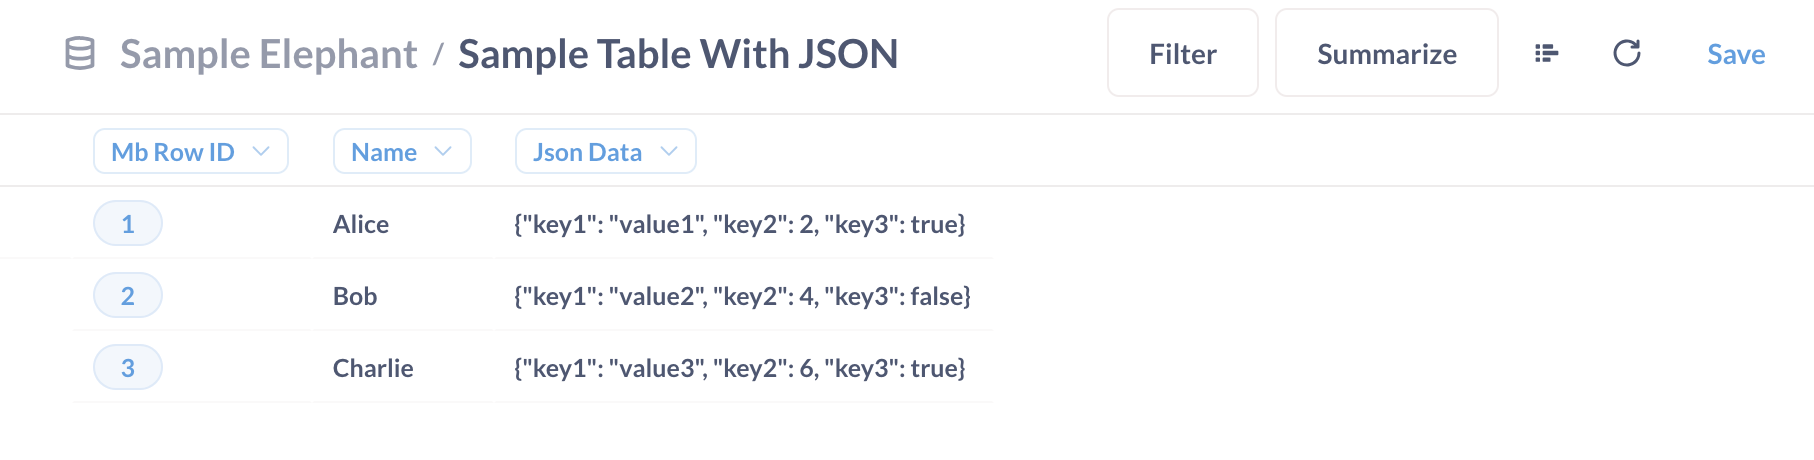 Sample Elephant / Sample Table With JSON Filter Summarize Save
Mb Row ID Name Json Data
1 Alice {"key1": "value1", "key2": 2, "key3": true}
2 Bob {"key1": "value2", "key2": 4, "key3": false}
3 Charlie {"key1": "value3", "key2": 6, "key3": true}